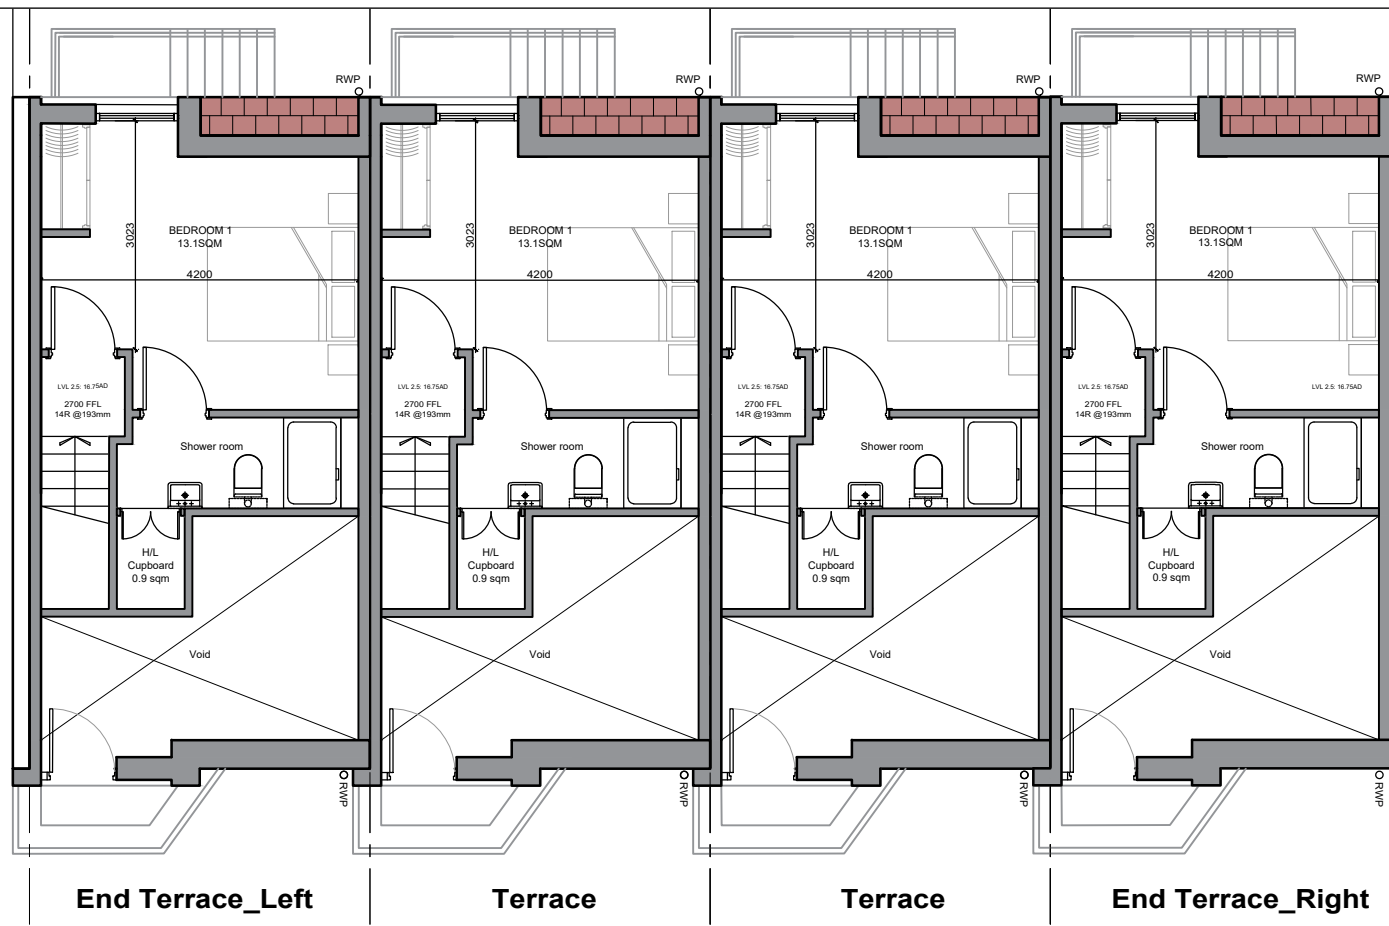 RWP
RWP
RWP
RWP
BEDROOM 1
13.1SQM
3023
4200
BEDROOM 1
13.1SQM
3023
4200
BEDROOM 1
13.1SQM
3023
4200
BEDROOM 1
13.1SQM
3023
4200
LVL 2.5: 16.75AD
2700 FFL
14R @193mm
LVL 2.5: 16.75AD
2700 FFL
14R @193mm
LVL 2.5: 16.75AD
2700 FFL
14R @193mm
LVL 2.5: 16.75AD
2700 FFL
14R @193mm
LVL 2.5: 16.75AD
Shower room
Shower room
Shower room
Shower room
H/L
Cupboard
0.9 sqm
H/L
Cupboard
0.9 sqm
H/L
Cupboard
0.9 sqm
H/L
Cupboard
0.9 sqm
Void
Void
Void
Void
RWP
RWP
RWP
RWP
End Terrace_Left
Terrace
Terrace
End Terrace_Right